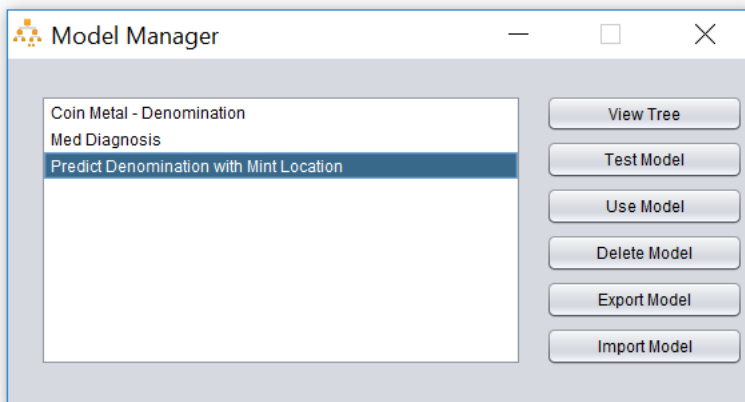 Model Manager
Coin Metal - Denomination
Med Diagnosis
Predict Denomination with Mint Location
View Tree
Test Model
Use Model
Delete Model
Export Model
Import Model